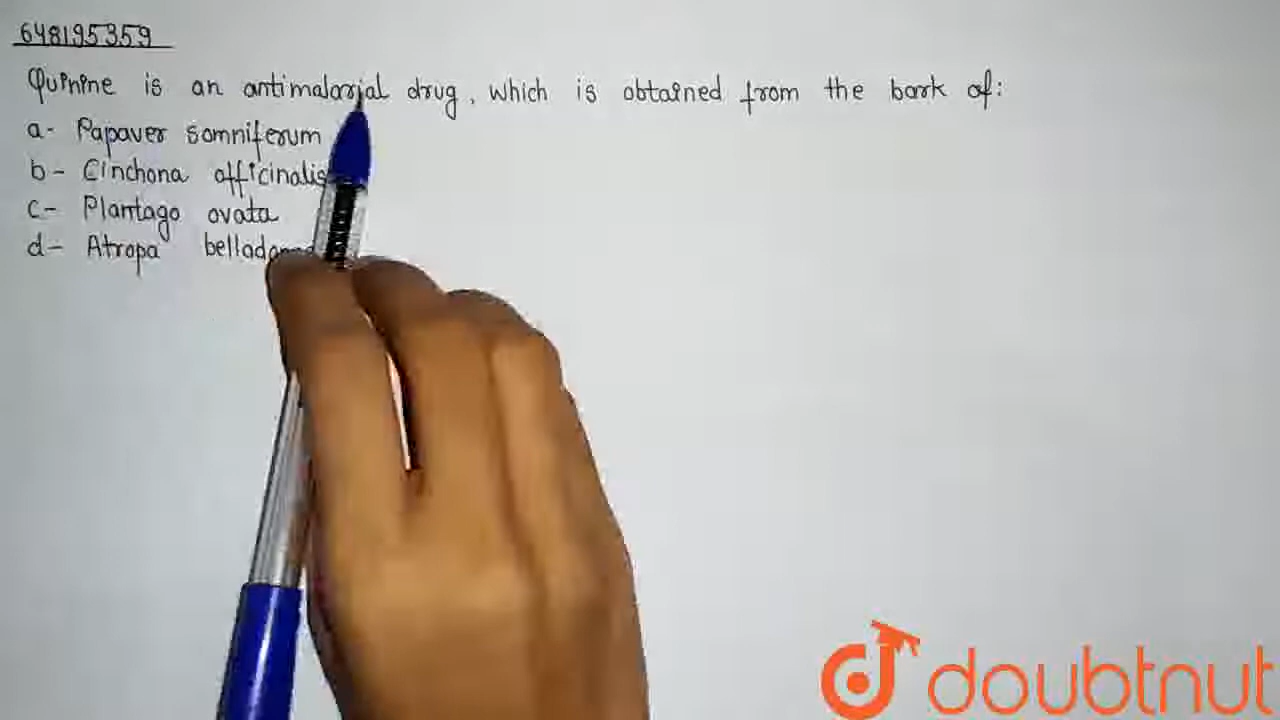 648195359
Quinine is an antimalarial drug, which is obtained from the bark of:
a- Papaver somniferum
b- Cinchona officinalis
c- Plantago ovata
d- Atropa
doubtnut